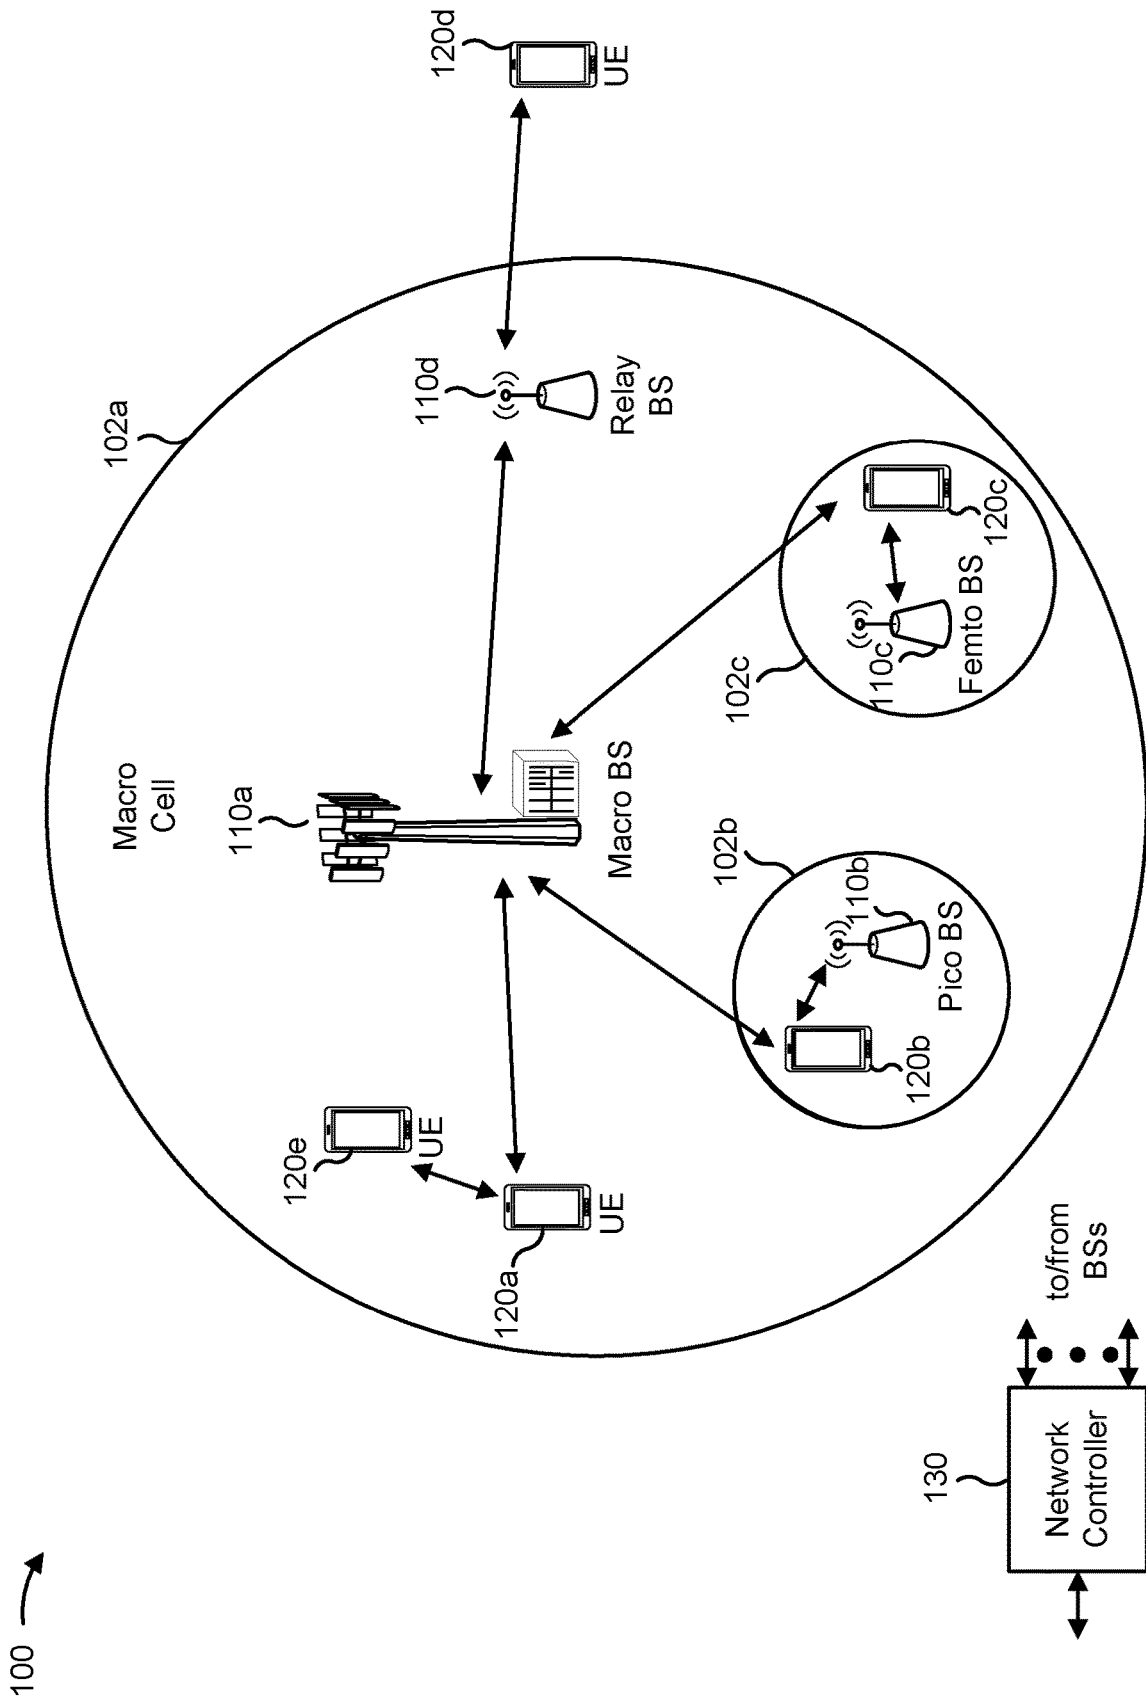 100
Macro
Cell
102a
110a
120e
UE
110d
120d
UE
120a
UE
Macro BS
Relay
BS
102b
110b
Pico BS
120b
102c
110c
Femto BS
120c
130
Network
Controller
to/from
BSs